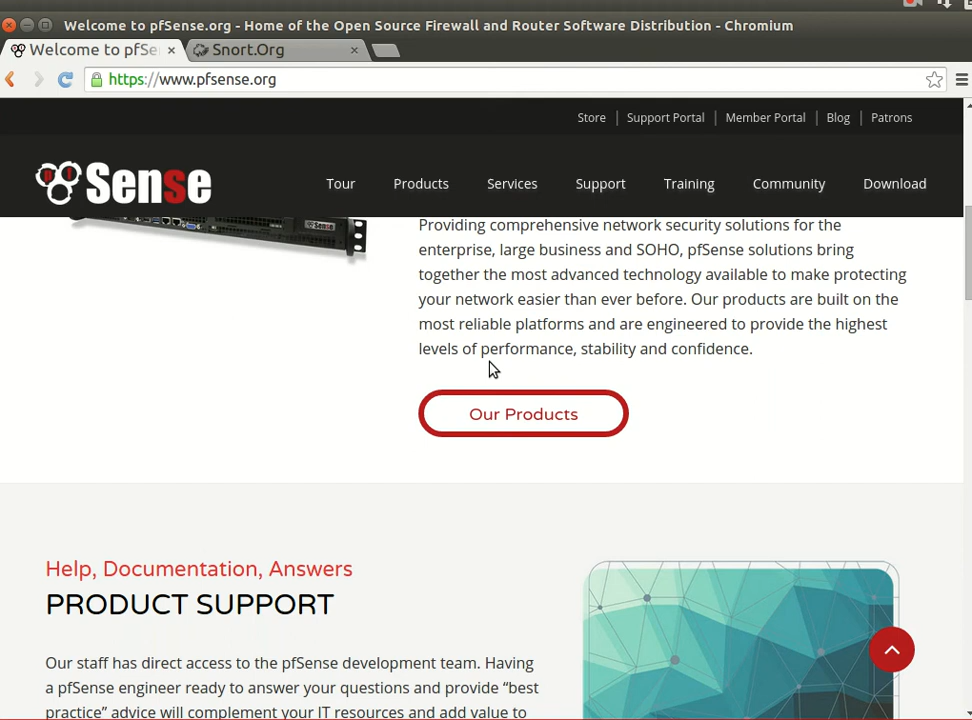 Welcome to pfSense.org - Home of the Open Source Firewall and Router Software Distribution - Chromium
Welcome to pfSe
Snort.Org
https://www.pfsense.org
Store
Support Portal
Member Portal
Blog
Patrons
pf Sense
Tour
Products
Services
Support
Training
Community
Download
Providing comprehensive network security solutions for the
enterprise, large business and SOHO, pfSense solutions bring
together the most advanced technology available to make protecting
your network easier than ever before. Our products are built on the
most reliable platforms and are engineered to provide the highest
levels of performance, stability and confidence.
Our Products
Help, Documentation, Answers
PRODUCT SUPPORT
Our staff has direct access to the pfSense development team. Having
a pfSense engineer ready to answer your questions and provide “best
practice” advice will complement your IT resources and add value to